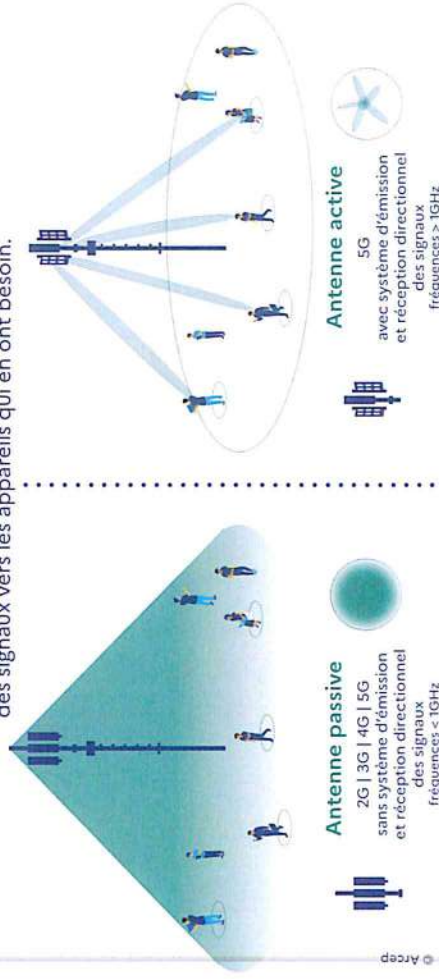 des signaux vers les appareils qui en ont besoin.
Antenne passive
2G | 3G | 4G | 5G
sans système d'émission
et réception directionnel
des signaux
fréquences < 1GHz
Antenne active
5G
avec système d'émission
et réception directionnel
des signaux
fréquences > 1GHz
© Arcep